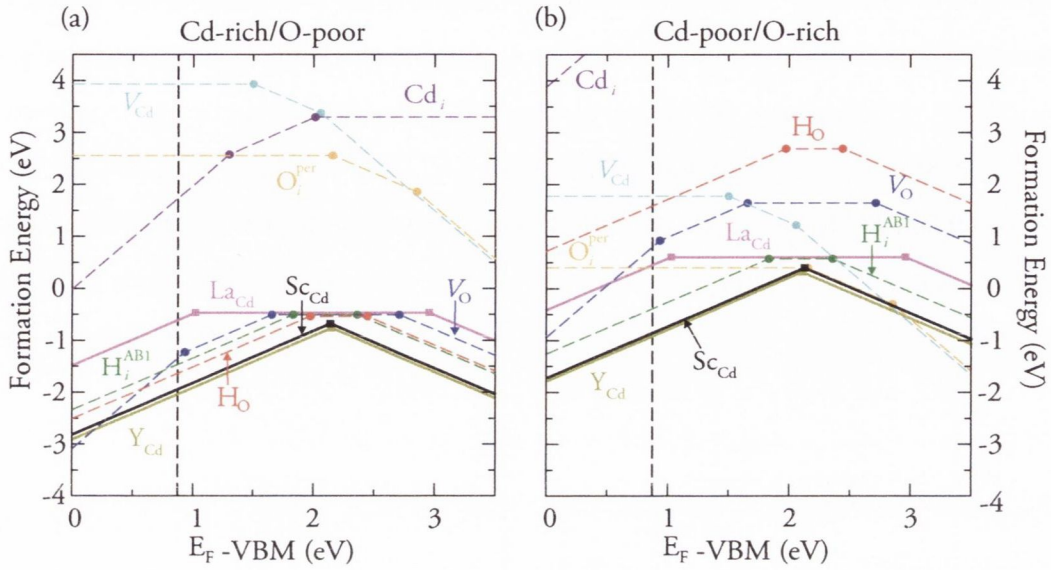 (a)
Cd-rich/O-poor
Formation Energy (eV)
4
3
2
1
0
-1
-2
-3
-4
V_Cd
Cd_i
O_i^per
La_Cd
Sc_Cd
V_O
H_i^AB1
H_O
Y_Cd
0
1
2
3
E_F -VBM (eV)
(b)
Cd-poor/O-rich
Cd_i
H_O
V_Cd
V_O
La_Cd
H_i^AB1
O_i^per
Sc_Cd
Y_Cd
4
3
2
1
0
-1
-2
-3
-4
Formation Energy (eV)
0
1
2
3
E_F -VBM (eV)